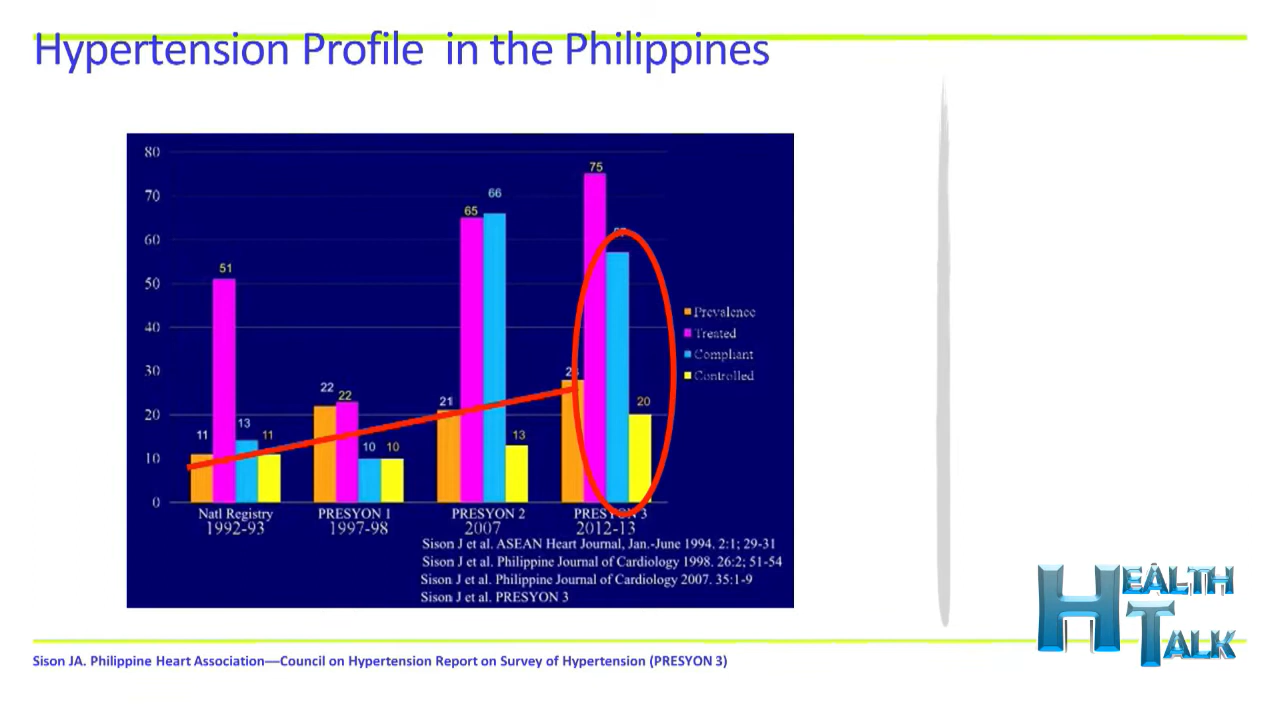 Hypertension Profile in the Philippines
80
70
60
50
40
30
20
10
0
51
11
13
11
22
22
10
10
21
65
66
13
75
20
Prevalence
Treated
Compliant
Controlled
Natl Registry
1992-93
PRESYON 1
1997-98
PRESYON 2
2007
PRESYON 3
2012-13
Sison J et al. ASEAN Heart Journal, Jan.-June 1994. 2:1; 29-31
Sison J et al. Philippine Journal of Cardiology 1998. 26:2; 51-54
Sison J et al. Philippine Journal of Cardiology 2007. 35:1-9
Sison J et al. PRESYON 3
HEALTH
TALK
Sison JA. Philippine Heart Association—Council on Hypertension Report on Survey of Hypertension (PRESYON 3)